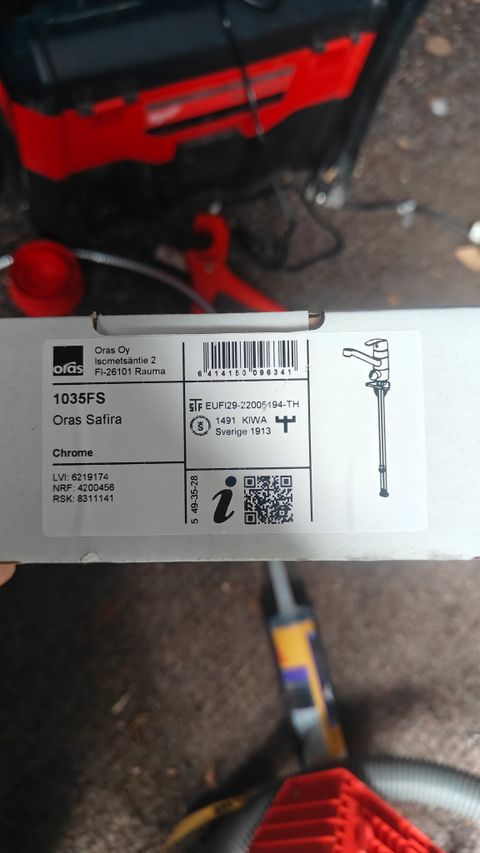 oras
Oras Oy
Isometsäntie 2
FI-26101 Rauma
1035FS
Oras Safira
Chrome
LVI: 6219174
NRF: 4200456
RSK: 8311141
6 414150 096341
STF EUFI29-22005194-TH
1491 KIWA
Sverige 1913
5 49-35-28
i